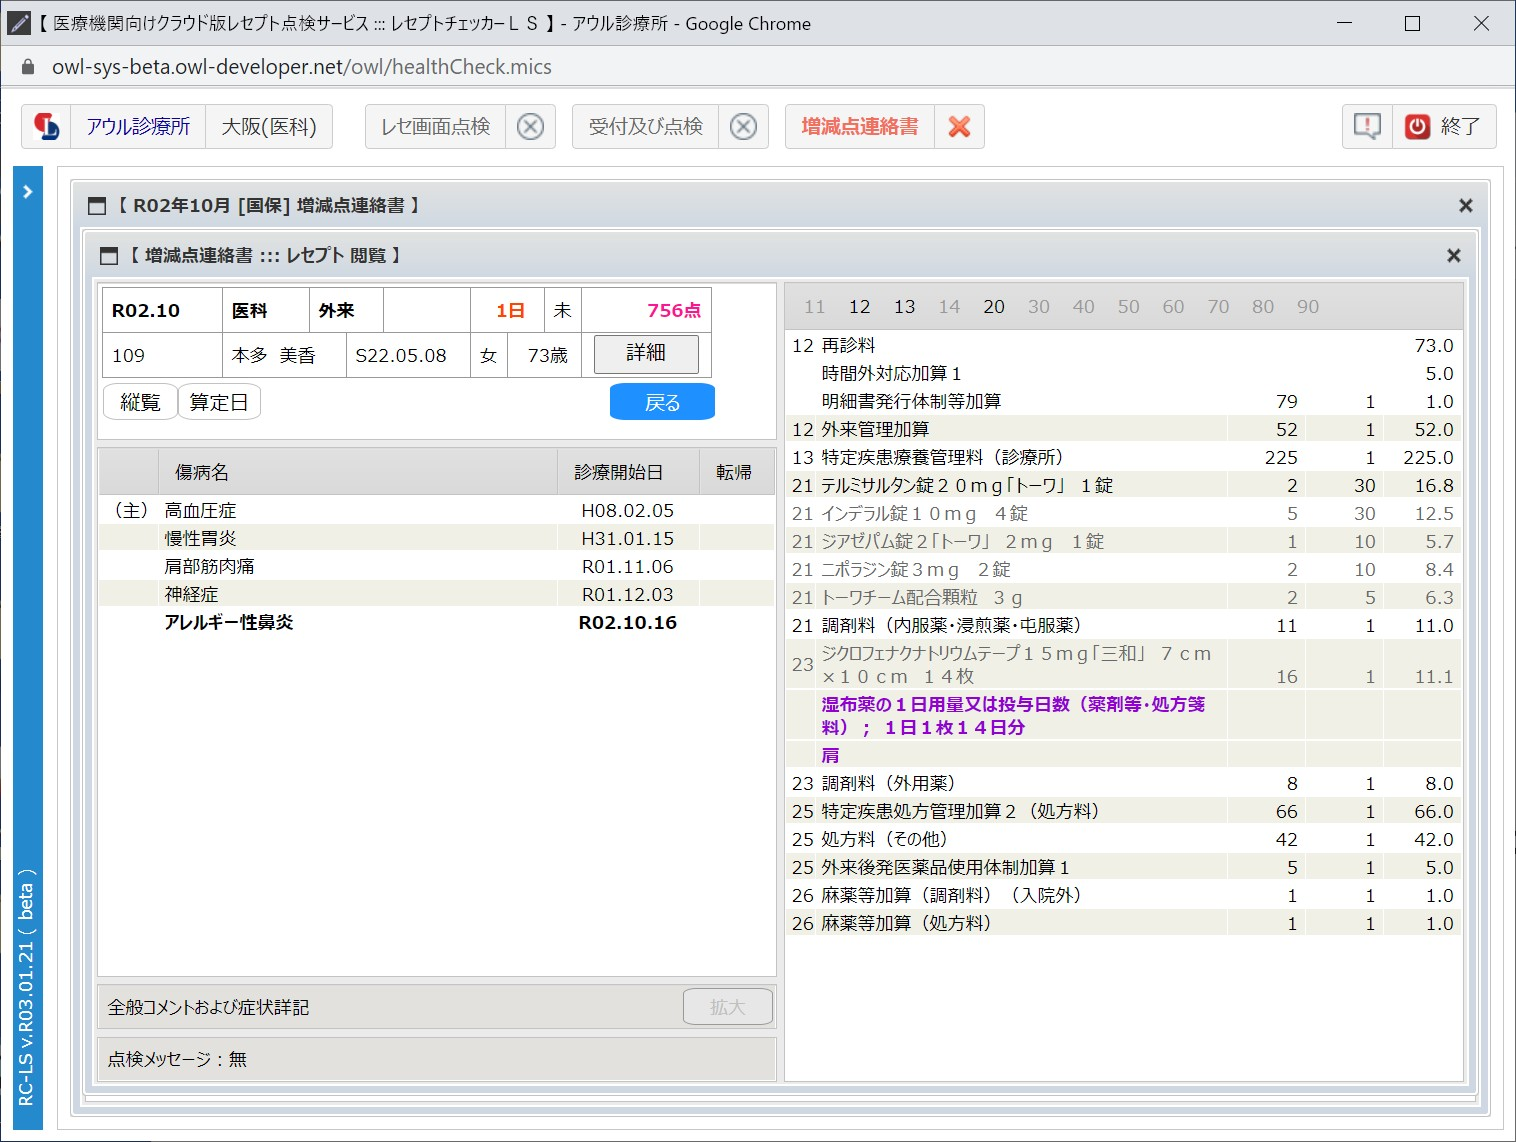 【 医療機関向けクラウド版レセプト点検サービス ::: レセプトチェッカーＬＳ 】 - アウル診療所 - Google Chrome
owl-sys-beta.owl-developer.net/owl/healthCheck.mics
アウル診療所 大阪(医科) レセ画面点検 受付及び点検 増減点連絡書 終了
【 R02年10月 [国保] 増減点連絡書 】
【 増減点連絡書 ::: レセプト 閲覧 】
R02.10 医科 外来 1日 未 756点
109 本多 美香 S22.05.08 女 73歳 詳細
縦覧 算定日 戻る
傷病名 診療開始日 転帰
（主） 高血圧症 H08.02.05
慢性胃炎 H31.01.15
肩部筋肉痛 R01.11.06
神経症 R01.12.03
アレルギー性鼻炎 R02.10.16
全般コメントおよび症状詳記 拡大
点検メッセージ : 無
11 12 13 14 20 30 40 50 60 70 80 90
12 再診料 73.0
時間外対応加算１ 5.0
明細書発行体制等加算 79 1 1.0
12 外来管理加算 52 1 52.0
13 特定疾患療養管理料（診療所） 225 1 225.0
21 テルミサルタン錠２０ｍｇ「トーワ」 １錠 2 30 16.8
21 インデラル錠１０ｍｇ ４錠 5 30 12.5
21 ジアゼパム錠２「トーワ」 ２ｍｇ １錠 1 10 5.7
21 ニポラジン錠３ｍｇ ２錠 2 10 8.4
21 トーワチーム配合顆粒 ３ｇ 2 5 6.3
21 調剤料（内服薬・浸煎薬・屯服薬） 11 1 11.0
23 ジクロフェナクナトリウムテープ１５ｍｇ「三和」 ７ｃｍ
×１０ｃｍ １４枚 16 1 11.1
湿布薬の１日用量又は投与日数（薬剤等・処方箋
料）； １日１枚１４日分
肩
23 調剤料（外用薬） 8 1 8.0
25 特定疾患処方管理加算２（処方料） 66 1 66.0
25 処方料（その他） 42 1 42.0
25 外来後発医薬品使用体制加算１ 5 1 5.0
26 麻薬等加算（調剤料）（入院外） 1 1 1.0
26 麻薬等加算（処方料） 1 1 1.0
RC-LS v.R03.01.21 ( beta )